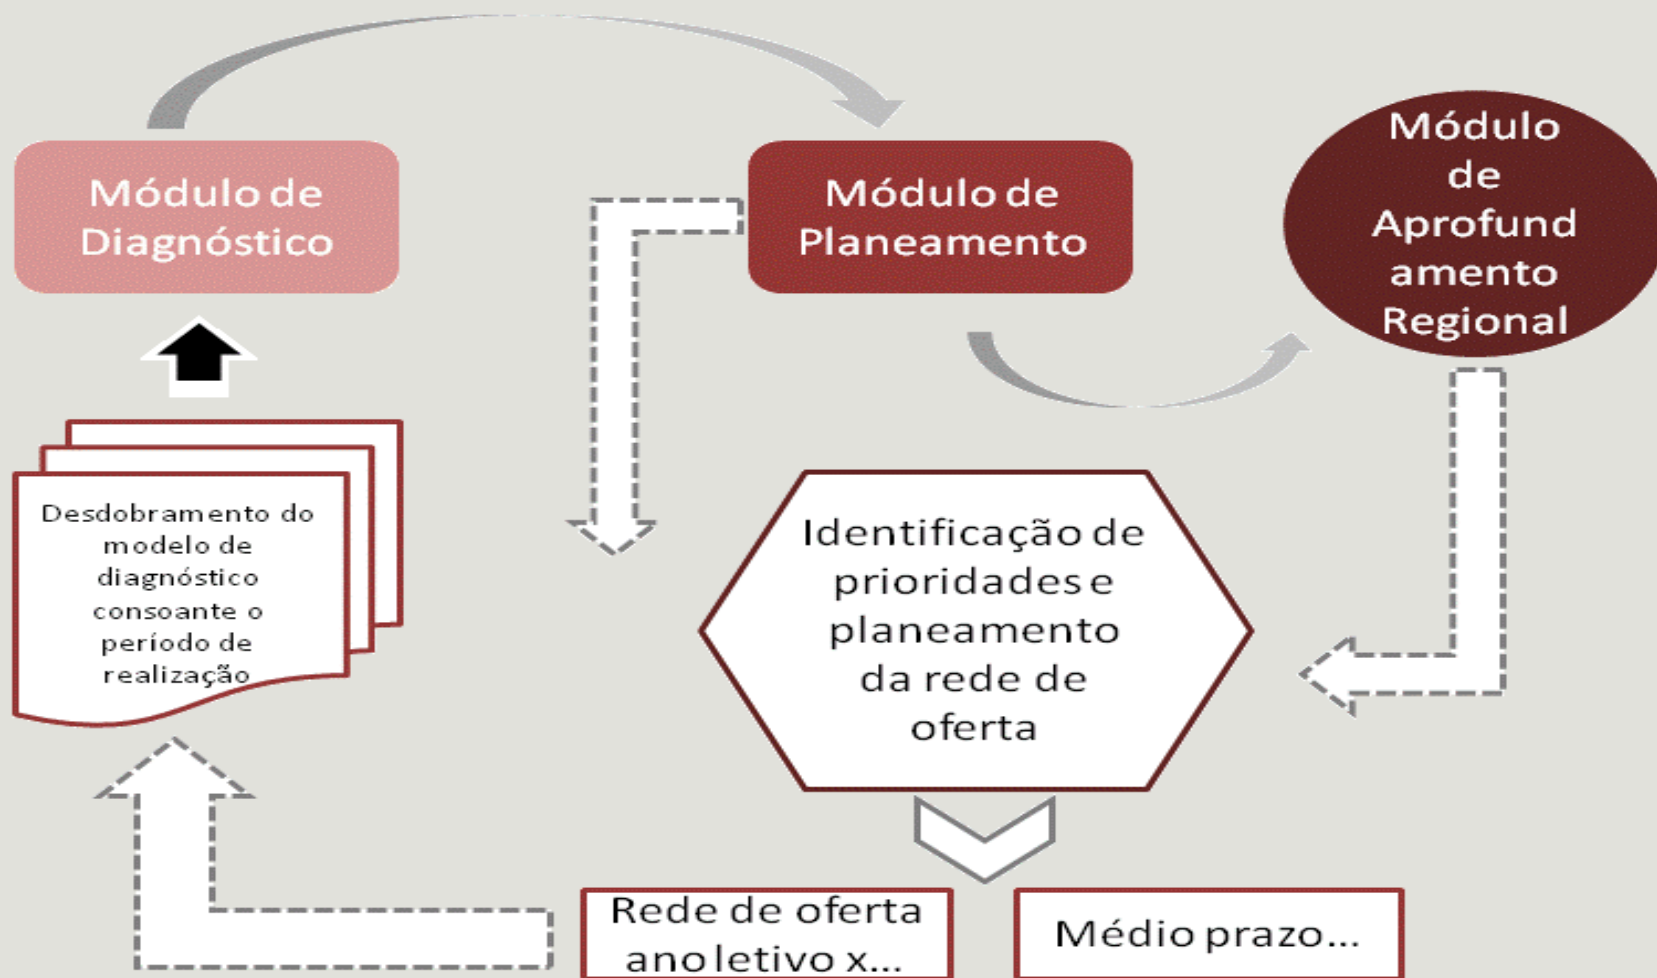 Módulo de
Diagnóstico
Módulo de
Planeamento
Módulo
de
Aprofund
amento
Regional
Desdobramento do
modelo de
diagnóstico
consoante o
período de
realização
Identificação de
prioridades e
planeamento
da rede de
oferta
Rede de oferta
ano letivo x...
Médio prazo...